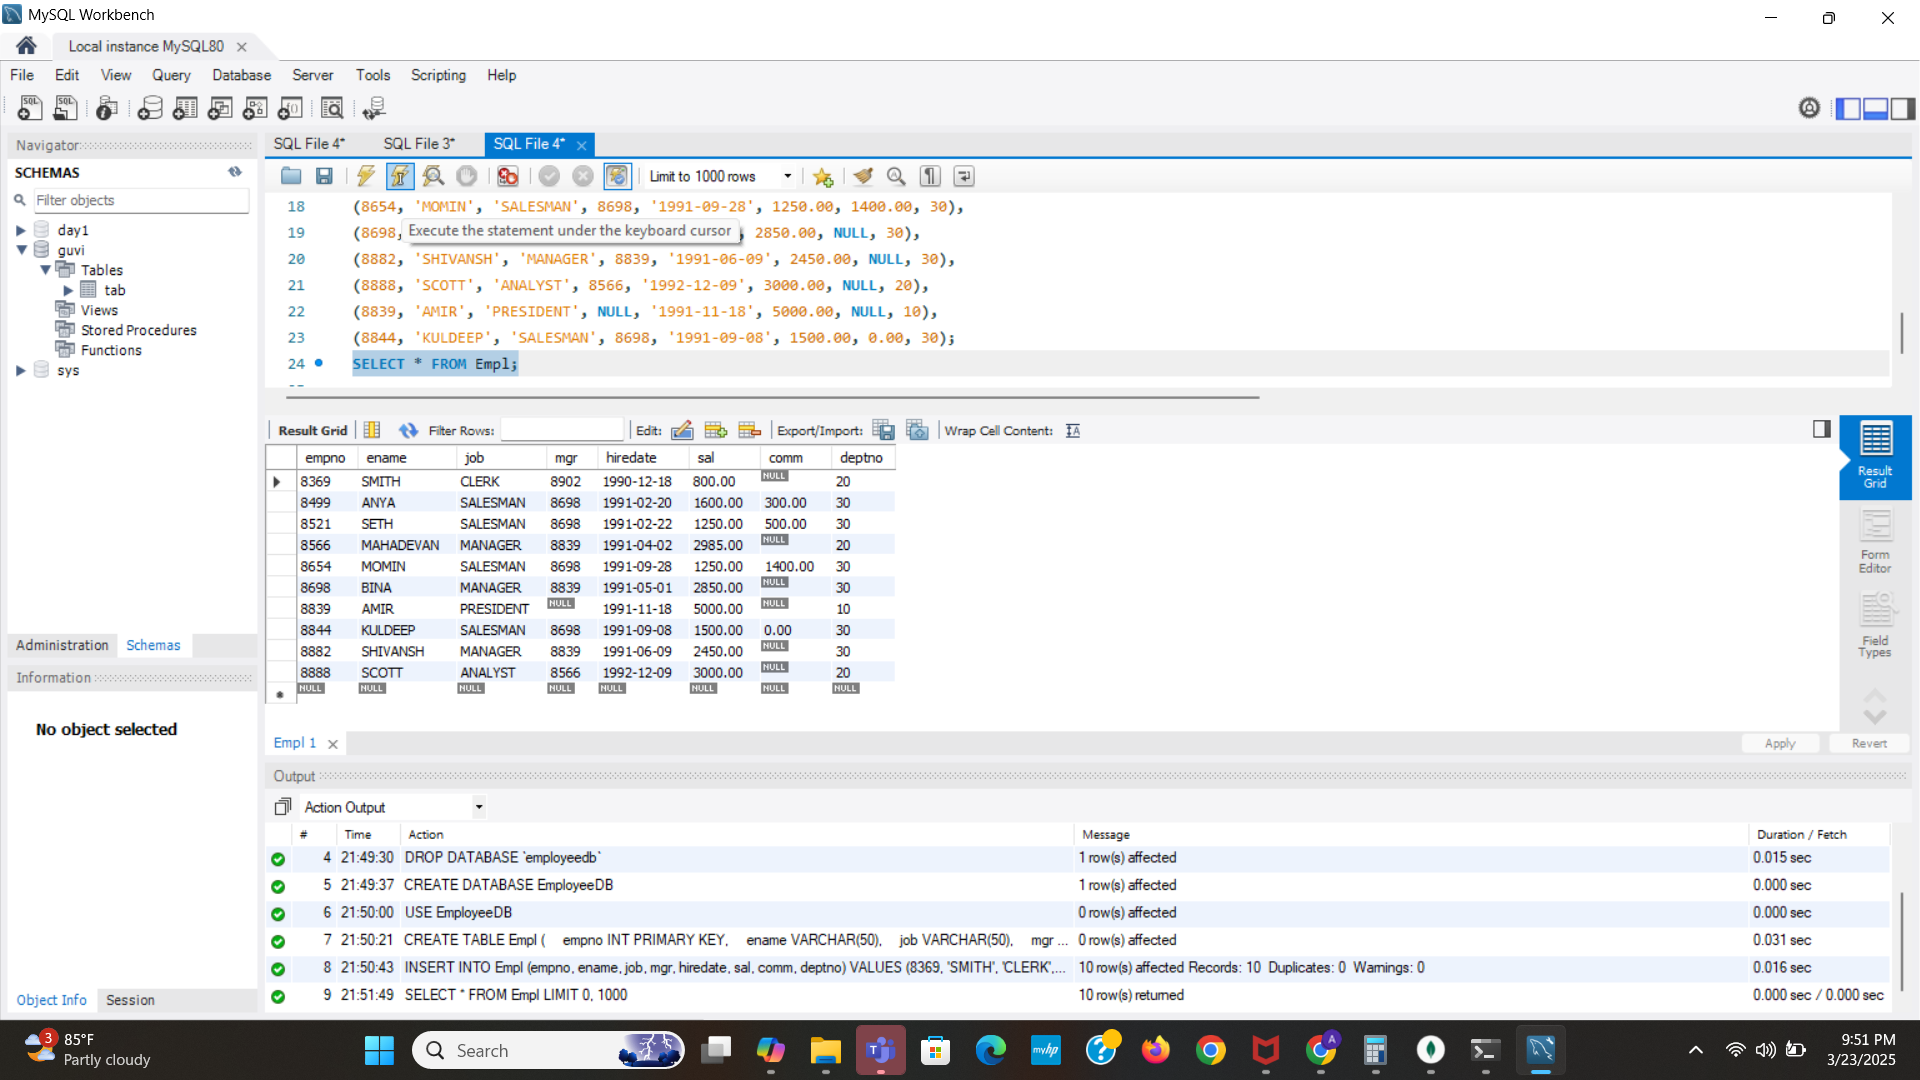 MySQL Workbench
Local instance MySQL80
File Edit View Query Database Server Tools Scripting Help
SQL SQL
Navigator
SCHEMAS
Filter objects
day1
guvi
Tables
tab
Views
Stored Procedures
Functions
sys
Administration Schemas
Information
No object selected
Object Info Session
SQL File 4* SQL File 3* SQL File 4*
Limit to 1000 rows
18 (8654, 'MOMIN', 'SALESMAN', 8698, '1991-09-28', 1250.00, 1400.00, 30),
19 (8698, 2850.00, NULL, 30),
Execute the statement under the keyboard cursor
20 (8882, 'SHIVANSH', 'MANAGER', 8839, '1991-06-09', 2450.00, NULL, 30),
21 (8888, 'SCOTT', 'ANALYST', 8566, '1992-12-09', 3000.00, NULL, 20),
22 (8839, 'AMIR', 'PRESIDENT', NULL, '1991-11-18', 5000.00, NULL, 10),
23 (8844, 'KULDEEP', 'SALESMAN', 8698, '1991-09-08', 1500.00, 0.00, 30);
24 SELECT * FROM Empl;
Result Grid Filter Rows: Edit: Export/Import: Wrap Cell Content:
empno ename job mgr hiredate sal comm deptno
8369 SMITH CLERK 8902 1990-12-18 800.00 NULL 20
8499 ANYA SALESMAN 8698 1991-02-20 1600.00 300.00 30
8521 SETH SALESMAN 8698 1991-02-22 1250.00 500.00 30
8566 MAHADEVAN MANAGER 8839 1991-04-02 2985.00 NULL 20
8654 MOMIN SALESMAN 8698 1991-09-28 1250.00 1400.00 30
8698 BINA MANAGER 8839 1991-05-01 2850.00 NULL 30
8839 AMIR PRESIDENT NULL 1991-11-18 5000.00 NULL 10
8844 KULDEEP SALESMAN 8698 1991-09-08 1500.00 0.00 30
8882 SHIVANSH MANAGER 8839 1991-06-09 2450.00 NULL 30
8888 SCOTT ANALYST 8566 1992-12-09 3000.00 NULL 20
NULL NULL NULL NULL NULL NULL NULL NULL
Result
Grid
Form
Editor
Field
Types
Empl 1
Apply Revert
Output
Action Output
# Time Action Message Duration / Fetch
4 21:49:30 DROP DATABASE `employeedb` 1 row(s) affected 0.015 sec
5 21:49:37 CREATE DATABASE EmployeeDB 1 row(s) affected 0.000 sec
6 21:50:00 USE EmployeeDB 0 row(s) affected 0.000 sec
7 21:50:21 CREATE TABLE Empl ( empno INT PRIMARY KEY, ename VARCHAR(50), job VARCHAR(50), mgr ... 0 row(s) affected 0.031 sec
8 21:50:43 INSERT INTO Empl (empno, ename, job, mgr, hiredate, sal, comm, deptno) VALUES (8369, 'SMITH', 'CLERK',... 10 row(s) affected Records: 10 Duplicates: 0 Warnings: 0 0.016 sec
9 21:51:49 SELECT * FROM Empl LIMIT 0, 1000 10 row(s) returned 0.000 sec / 0.000 sec
3
85°F
Partly cloudy
Search
myhp
A
9:51 PM
3/23/2025